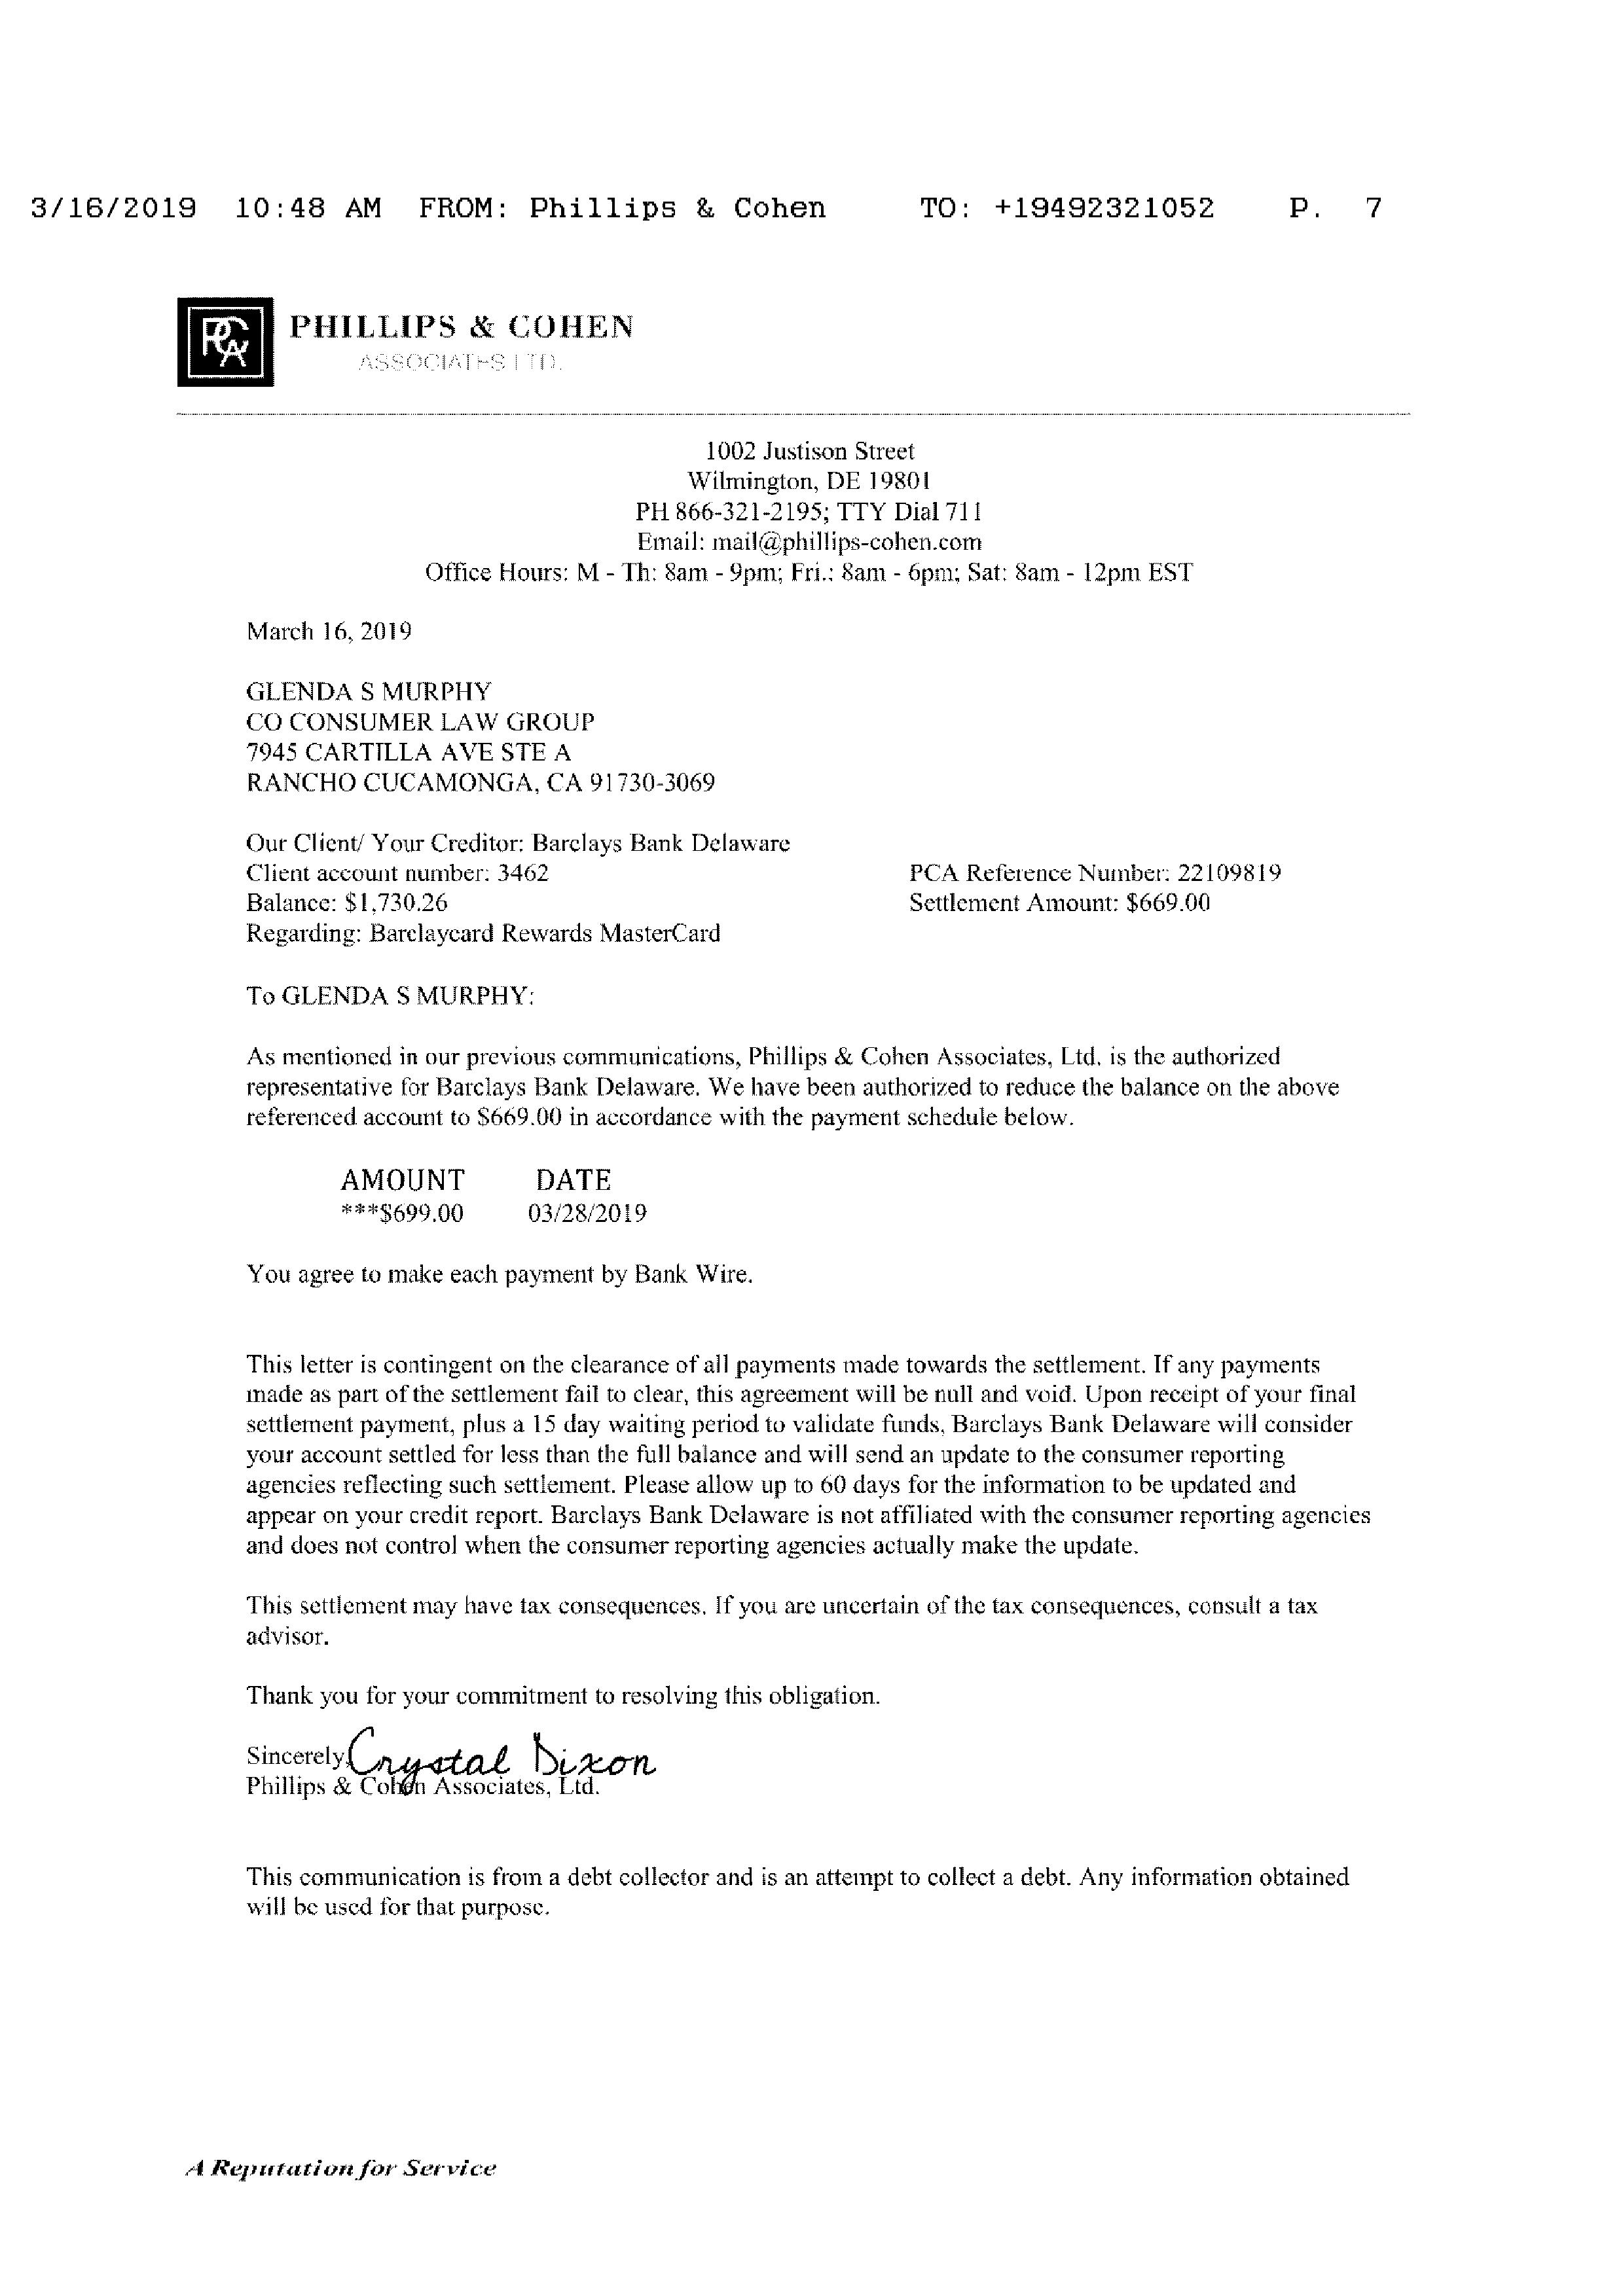 3/16/2019 10:48 AM FROM: Phillips & Cohen TO: +19492321052 P. 7
PCA
PHILLIPS & COHEN
ASSOCIATES LTD.
1002 Justison Street
Wilmington, DE 19801
PH 866-321-2195; TTY Dial 711
Email: mail@phillips-cohen.com
Office Hours: M - Th: 8am - 9pm; Fri.: 8am - 6pm; Sat: 8am - 12pm EST
March 16, 2019
GLENDA S MURPHY
CO CONSUMER LAW GROUP
7945 CARTILLA AVE STE A
RANCHO CUCAMONGA, CA 91730-3069
Our Client/ Your Creditor: Barclays Bank Delaware
Client account number: 3462 PCA Reference Number: 22109819
Balance: $1,730.26 Settlement Amount: $669.00
Regarding: Barclaycard Rewards MasterCard
To GLENDA S MURPHY:
As mentioned in our previous communications, Phillips & Cohen Associates, Ltd. is the authorized
representative for Barclays Bank Delaware. We have been authorized to reduce the balance on the above
referenced account to $669.00 in accordance with the payment schedule below.
AMOUNT DATE
***$699.00 03/28/2019
You agree to make each payment by Bank Wire.
This letter is contingent on the clearance of all payments made towards the settlement. If any payments
made as part of the settlement fail to clear, this agreement will be null and void. Upon receipt of your final
settlement payment, plus a 15 day waiting period to validate funds, Barclays Bank Delaware will consider
your account settled for less than the full balance and will send an update to the consumer reporting
agencies reflecting such settlement. Please allow up to 60 days for the information to be updated and
appear on your credit report. Barclays Bank Delaware is not affiliated with the consumer reporting agencies
and does not control when the consumer reporting agencies actually make the update.
This settlement may have tax consequences. If you are uncertain of the tax consequences, consult a tax
advisor.
Thank you for your commitment to resolving this obligation.
Sincerely, Crystal Dixon
Phillips & Cohen Associates, Ltd.
This communication is from a debt collector and is an attempt to collect a debt. Any information obtained
will be used for that purpose.
A Reputation for Service